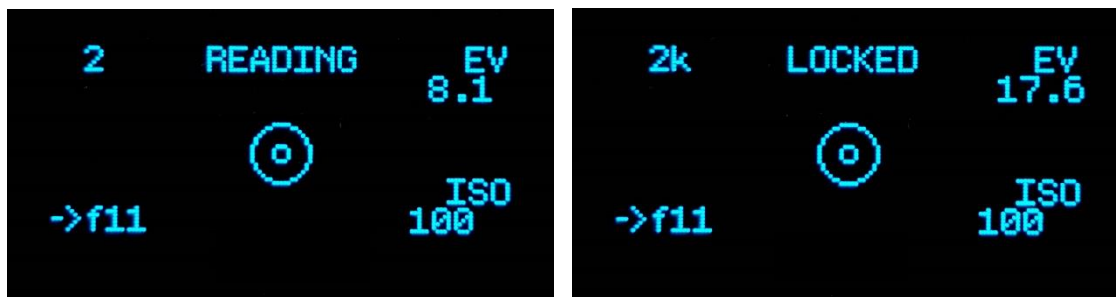 2 READING EV
8.1
ISO
->f11 100
2k LOCKED EV
17.6
ISO
->f11 100